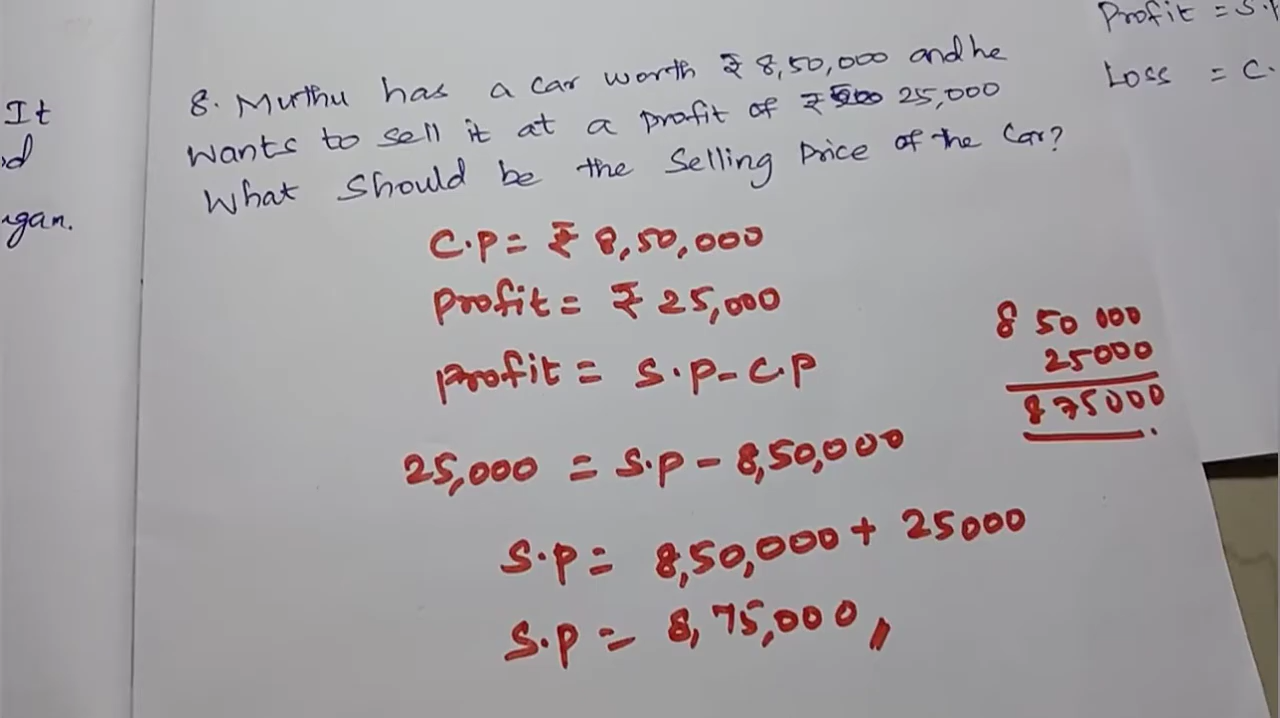 Profit = S.P
Loss = C.
It
d
ngan.
8. Muthu has a car worth ₹ 8,50,000 and he
wants to sell it at a profit of ₹ 25,000
What should be the selling price of the car?
C.P = ₹ 8,50,000
Profit = ₹ 25,000
Profit = S.P - C.P
25,000 = S.P - 8,50,000
S.P = 8,50,000 + 25000
S.P = 8,75,000
8 50 000
25000
875000